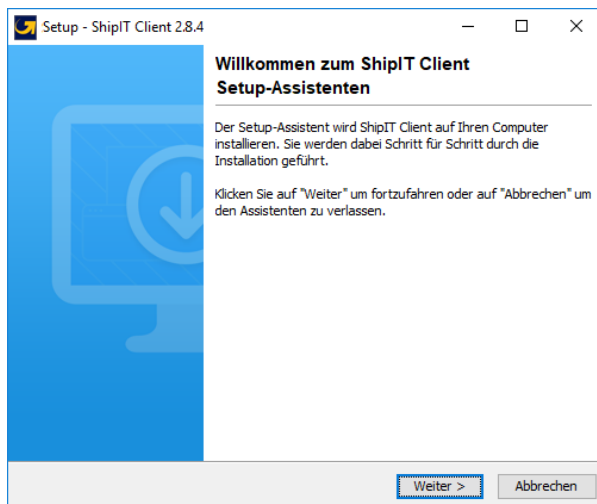 Setup - ShipIT Client 2.8.4
Willkommen zum ShipIT Client
Setup-Assistenten
Der Setup-Assistent wird ShipIT Client auf Ihren Computer
installieren. Sie werden dabei Schritt für Schritt durch die
Installation geführt.
Klicken Sie auf "Weiter" um fortzufahren oder auf "Abbrechen" um
den Assistenten zu verlassen.
Weiter >
Abbrechen